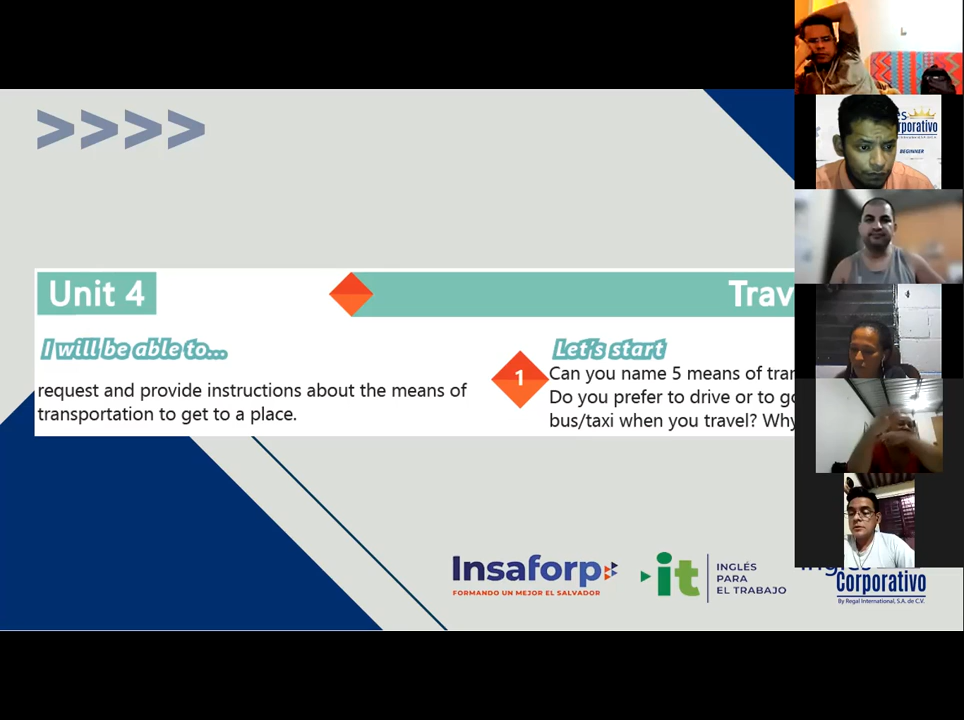 >>>>
Unit 4
Trav
I will be able to...
request and provide instructions about the means of
transportation to get to a place.
Let's start
1
Can you name 5 means of tran
Do you prefer to drive or to go
bus/taxi when you travel? Why
Insaforp
FORMANDO UN MEJOR EL SALVADOR
it
INGLÉS
PARA
EL TRABAJO
Corporativo
By Regal International, S.A. de C.V.
orporativo
BEGINNER